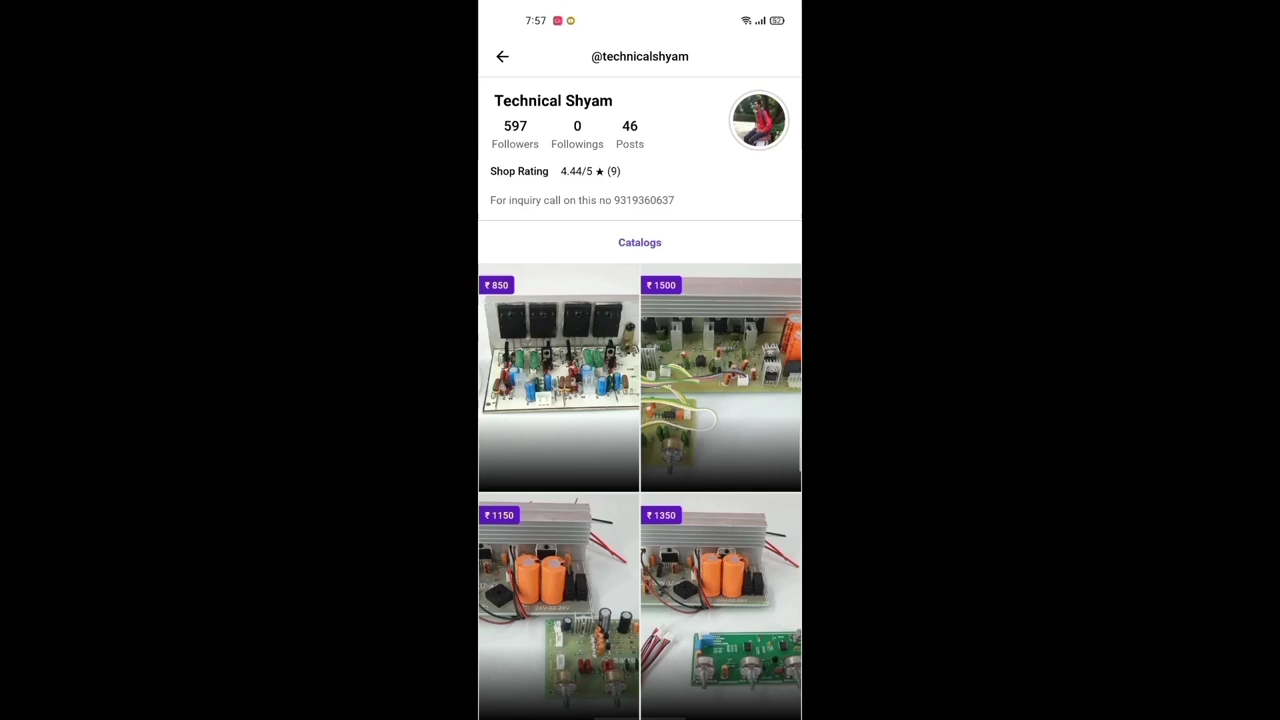 7:57
52
@technicalshyam
Technical Shyam
597 0 46
Followers Followings Posts
Shop Rating 4.44/5 ★ (9)
For inquiry call on this no 9319360637
Catalogs
₹ 850
₹ 1500
₹ 1150
₹ 1350